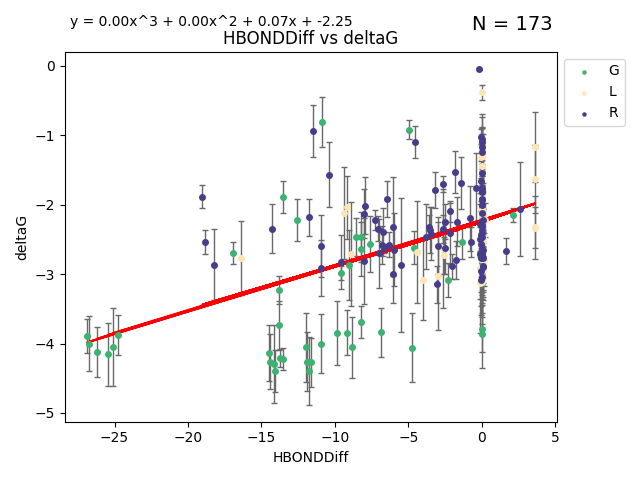 y = 0.00x^3 + 0.00x^2 + 0.07x + -2.25
N = 173
HBONDDiff vs deltaG
G
L
R
deltaG
0
−1
−2
−3
−4
−5
−25
−20
−15
−10
−5
0
5
HBONDDiff